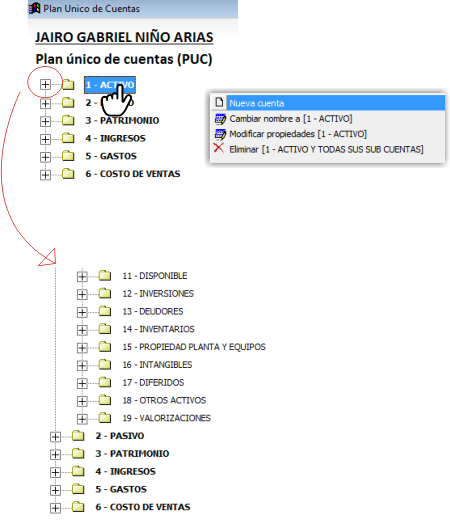 Plan Unico de Cuentas
JAIRO GABRIEL NIÑO ARIAS
Plan único de cuentas (PUC)
1 - ACTIVO
2 -
3 - PATRIMONIO
4 - INGRESOS
5 - GASTOS
6 - COSTO DE VENTAS
Nueva cuenta
Cambiar nombre a [1 - ACTIVO]
Modificar propiedades [1 - ACTIVO]
Eliminar [1 - ACTIVO Y TODAS SUS SUB CUENTAS]
11 - DISPONIBLE
12 - INVERSIONES
13 - DEUDORES
14 - INVENTARIOS
15 - PROPIEDAD PLANTA Y EQUIPOS
16 - INTANGIBLES
17 - DIFERIDOS
18 - OTROS ACTIVOS
19 - VALORIZACIONES
2 - PASIVO
3 - PATRIMONIO
4 - INGRESOS
5 - GASTOS
6 - COSTO DE VENTAS